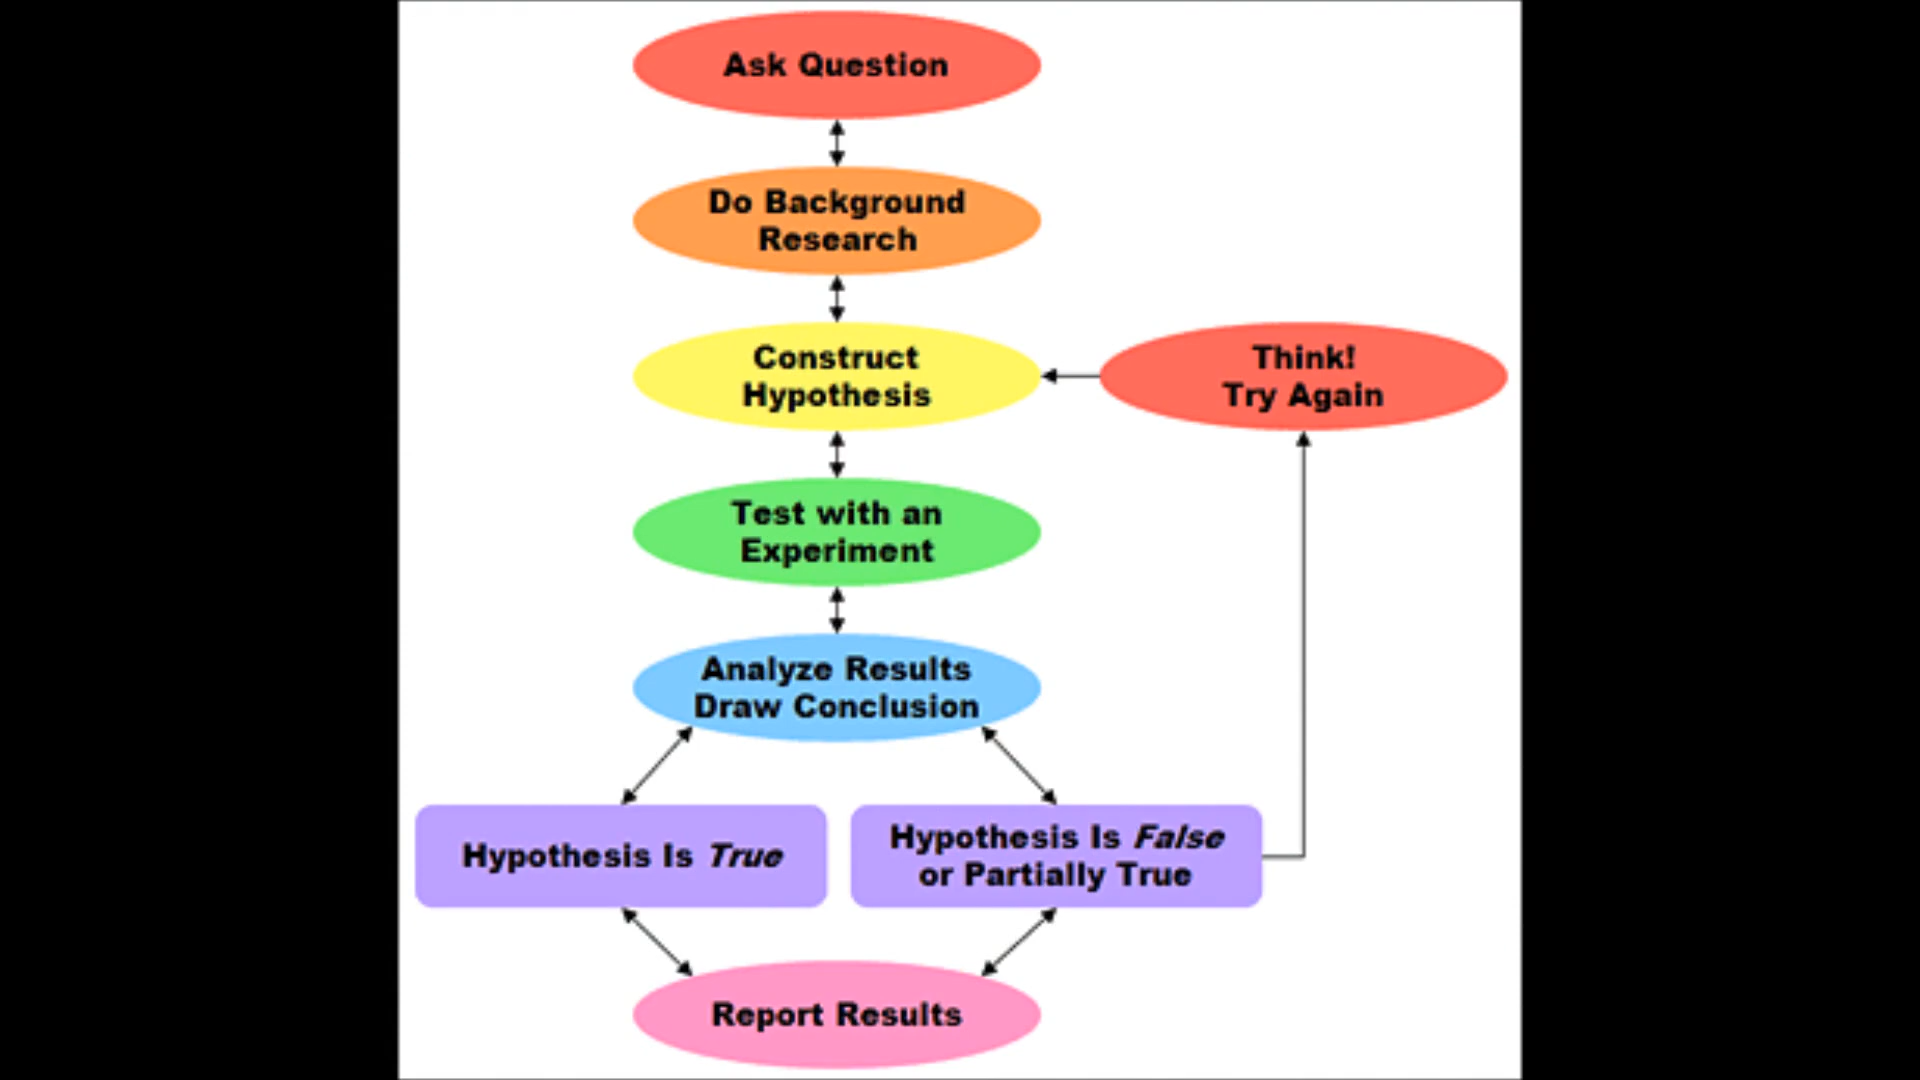 Ask Question
Do Background
Research
Construct
Hypothesis
Think!
Try Again
Test with an
Experiment
Analyze Results
Draw Conclusion
Hypothesis Is True
Hypothesis Is False
or Partially True
Report Results